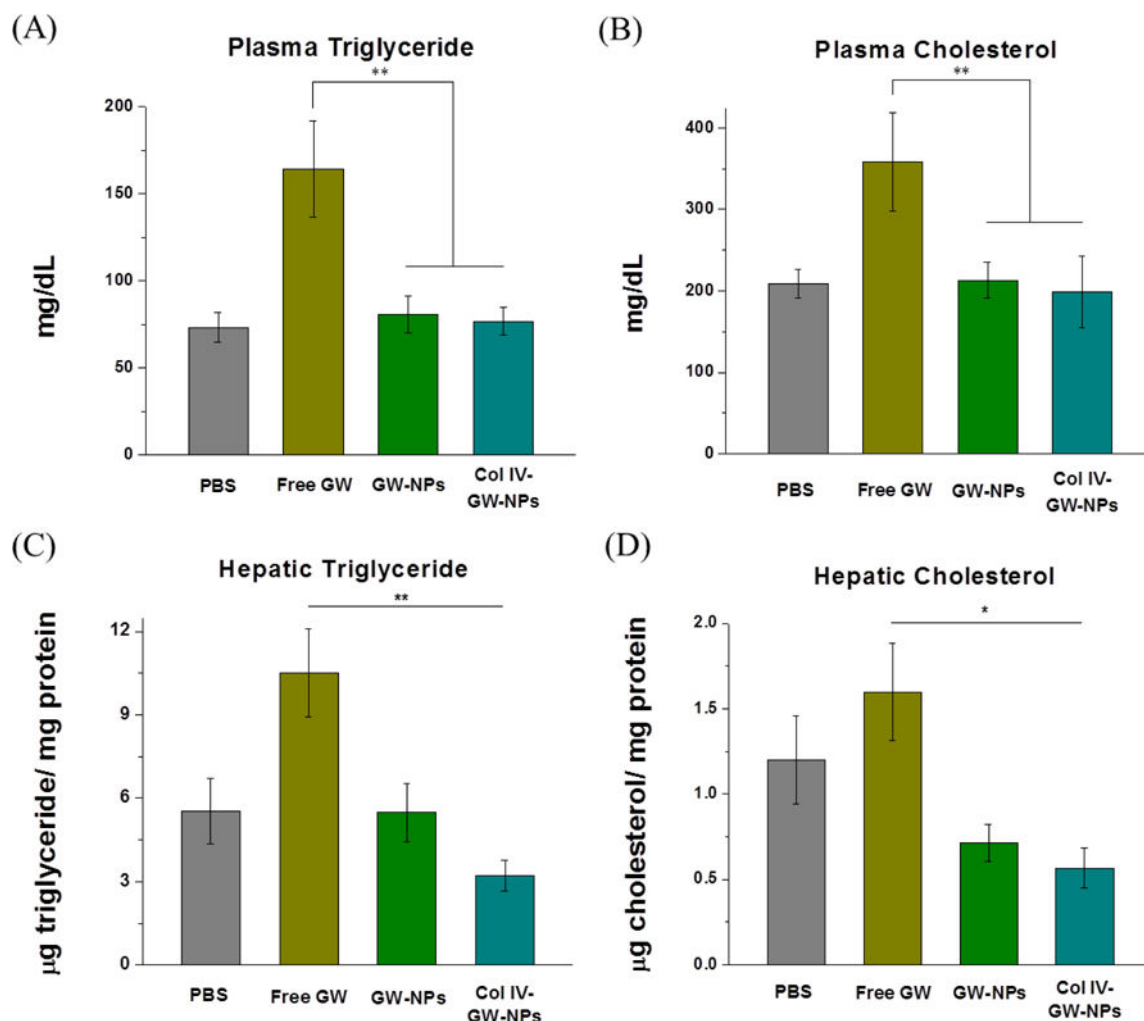 (A)
Plasma Triglyceride
**
200
150
100
50
0
mg/dL
PBS
Free GW
GW-NPs
Col IV-
GW-NPs
(B)
Plasma Cholesterol
**
400
300
200
100
0
mg/dL
PBS
Free GW
GW-NPs
Col IV-
GW-NPs
(C)
Hepatic Triglyceride
**
12
9
6
3
0
μg triglyceride/ mg protein
PBS
Free GW
GW-NPs
Col IV-
GW-NPs
(D)
Hepatic Cholesterol
*
2.0
1.5
1.0
0.5
0.0
μg cholesterol/ mg protein
PBS
Free GW
GW-NPs
Col IV-
GW-NPs